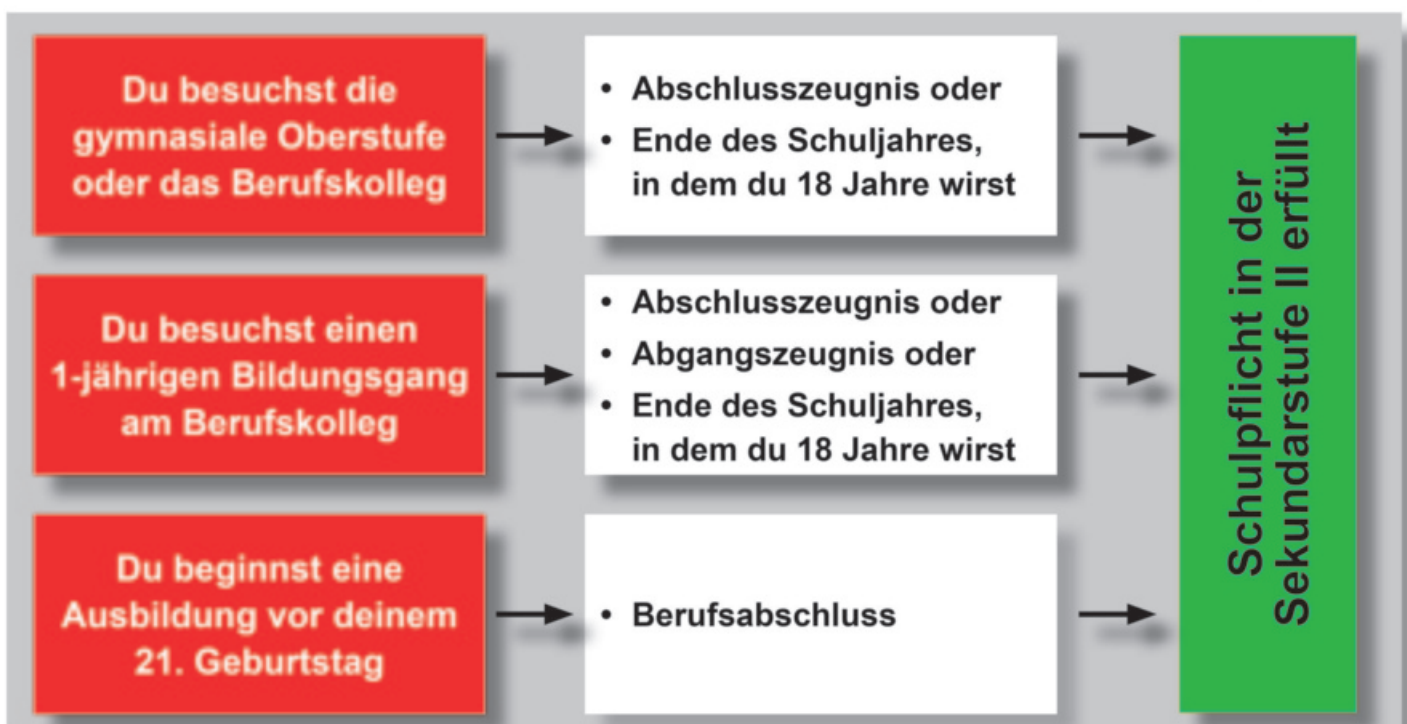 Du besuchst die
gymnasiale Oberstufe
oder das Berufskolleg
• Abschlusszeugnis oder
• Ende des Schuljahres,
in dem du 18 Jahre wirst
Du besuchst einen
1-jährigen Bildungsgang
am Berufskolleg
• Abschlusszeugnis oder
• Abgangszeugnis oder
• Ende des Schuljahres,
in dem du 18 Jahre wirst
Du beginnst eine
Ausbildung vor deinem
21. Geburtstag
• Berufsabschluss
Schulpflicht in der
Sekundarstufe II erfüllt